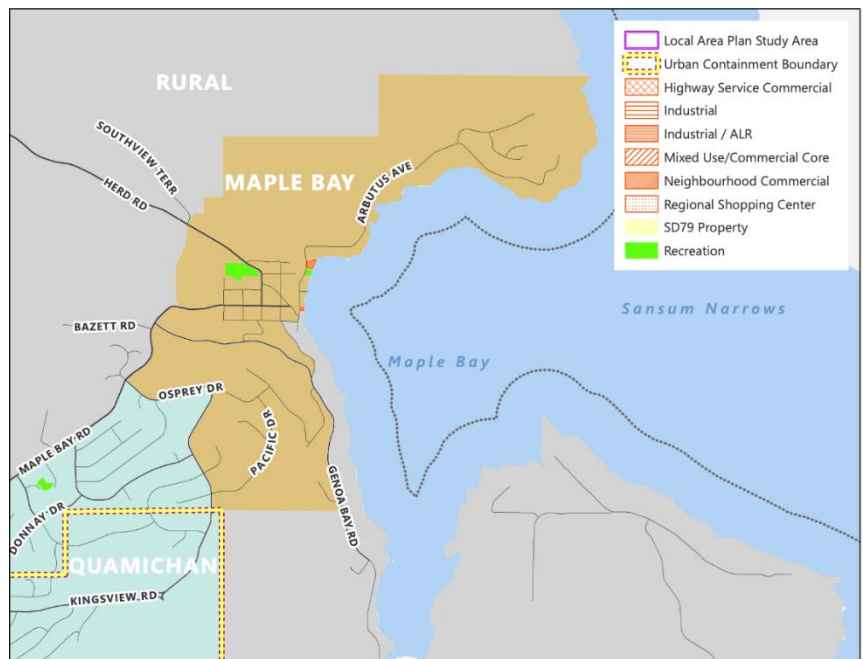 Local Area Plan Study Area
Urban Containment Boundary
Highway Service Commercial
Industrial
Industrial / ALR
Mixed Use/Commercial Core
Neighbourhood Commercial
Regional Shopping Center
SD79 Property
Recreation
RURAL
SOUTHVIEW TERR
HERD RD
MAPLE BAY
ARBUTUS AVE
Sansum Narrows
BAZETT RD
Maple Bay
OSPREY DR
PACIFIC DR
MAPLE BAY RD
GENOA BAY RD
DONNAY DR
QUAMICHAN
KINGSVIEW RD